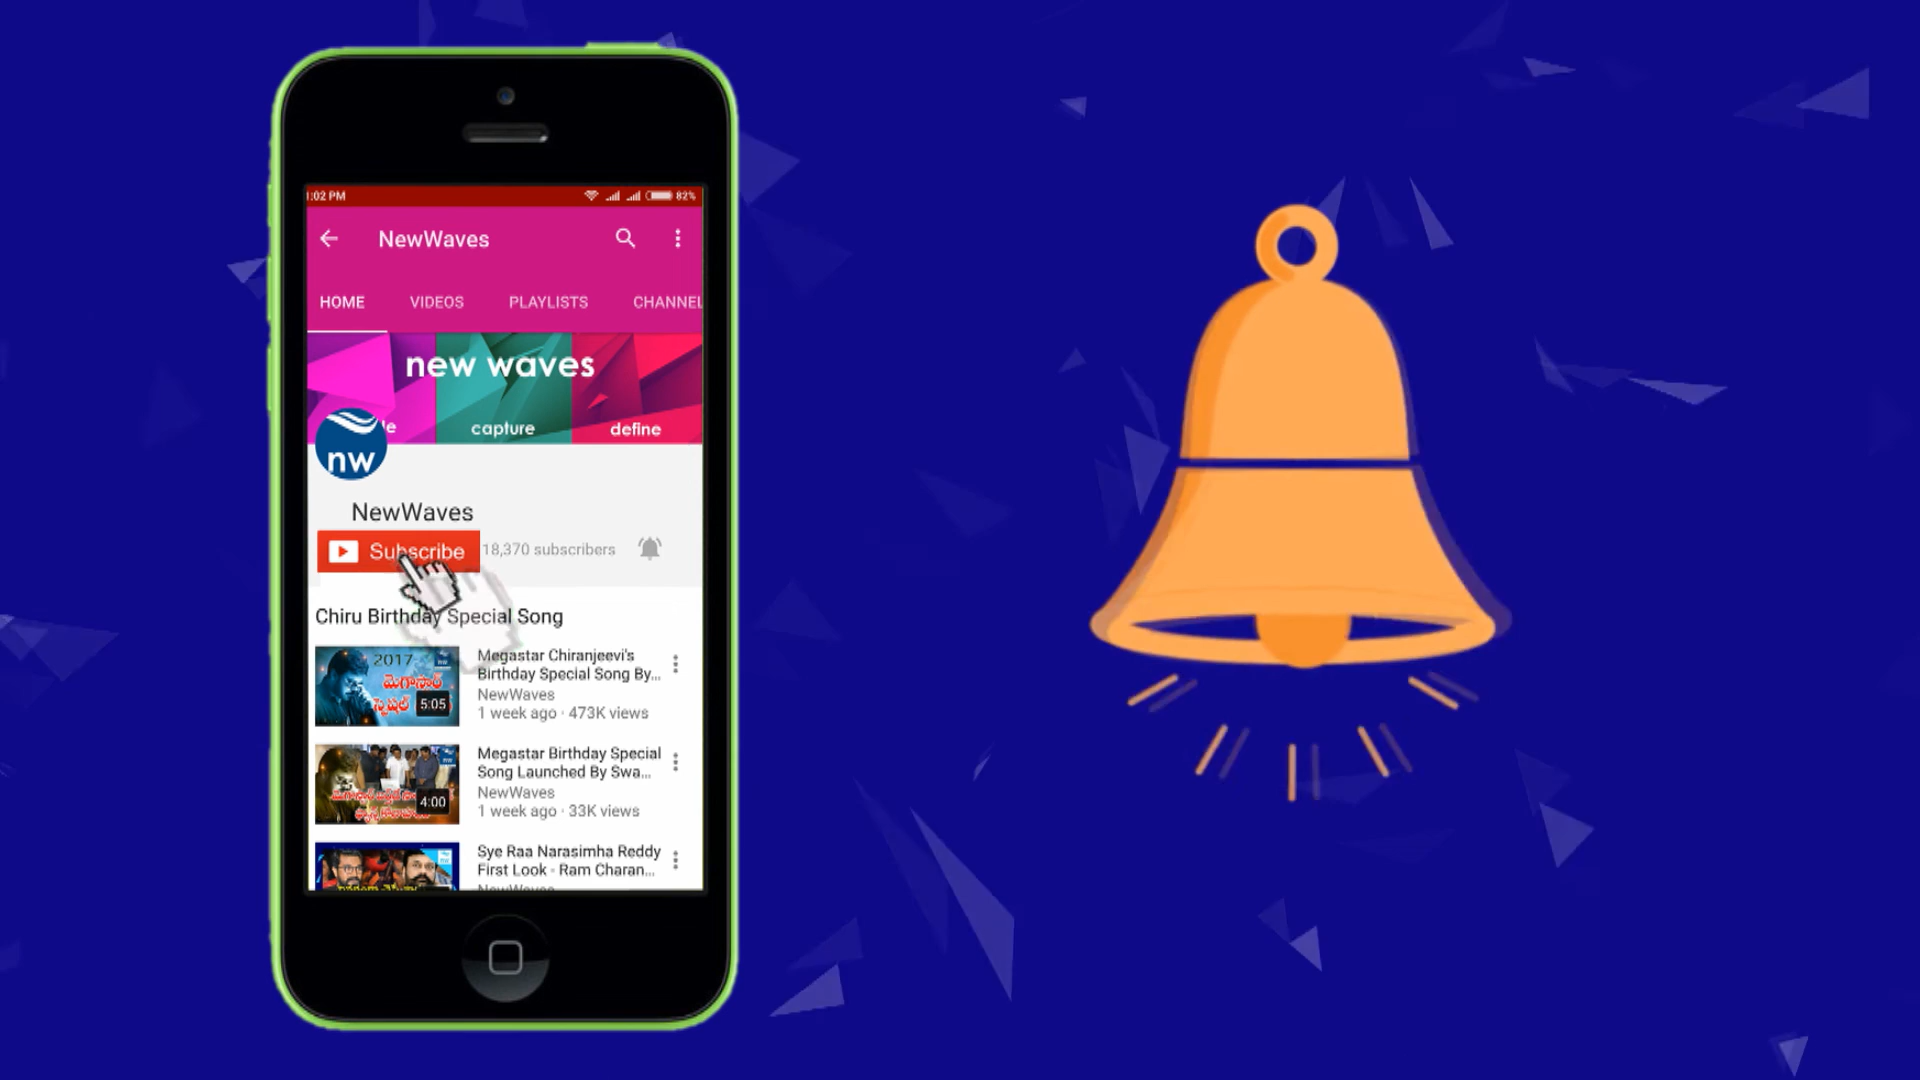 1:02 PM
82%
NewWaves
HOME VIDEOS PLAYLISTS CHANNEL
new waves
capture
define
nw
NewWaves
Subscribe
18,370 subscribers
Chiru Birthday Special Song
2017
మెగాస్టార్
స్పెషల్
5:05
Megastar Chiranjeevi's
Birthday Special Song By...
NewWaves
1 week ago · 473K views
4:00
Megastar Birthday Special
Song Launched By Swa...
NewWaves
1 week ago · 33K views
Sye Raa Narasimha Reddy
First Look - Ram Charan...
NewWaves